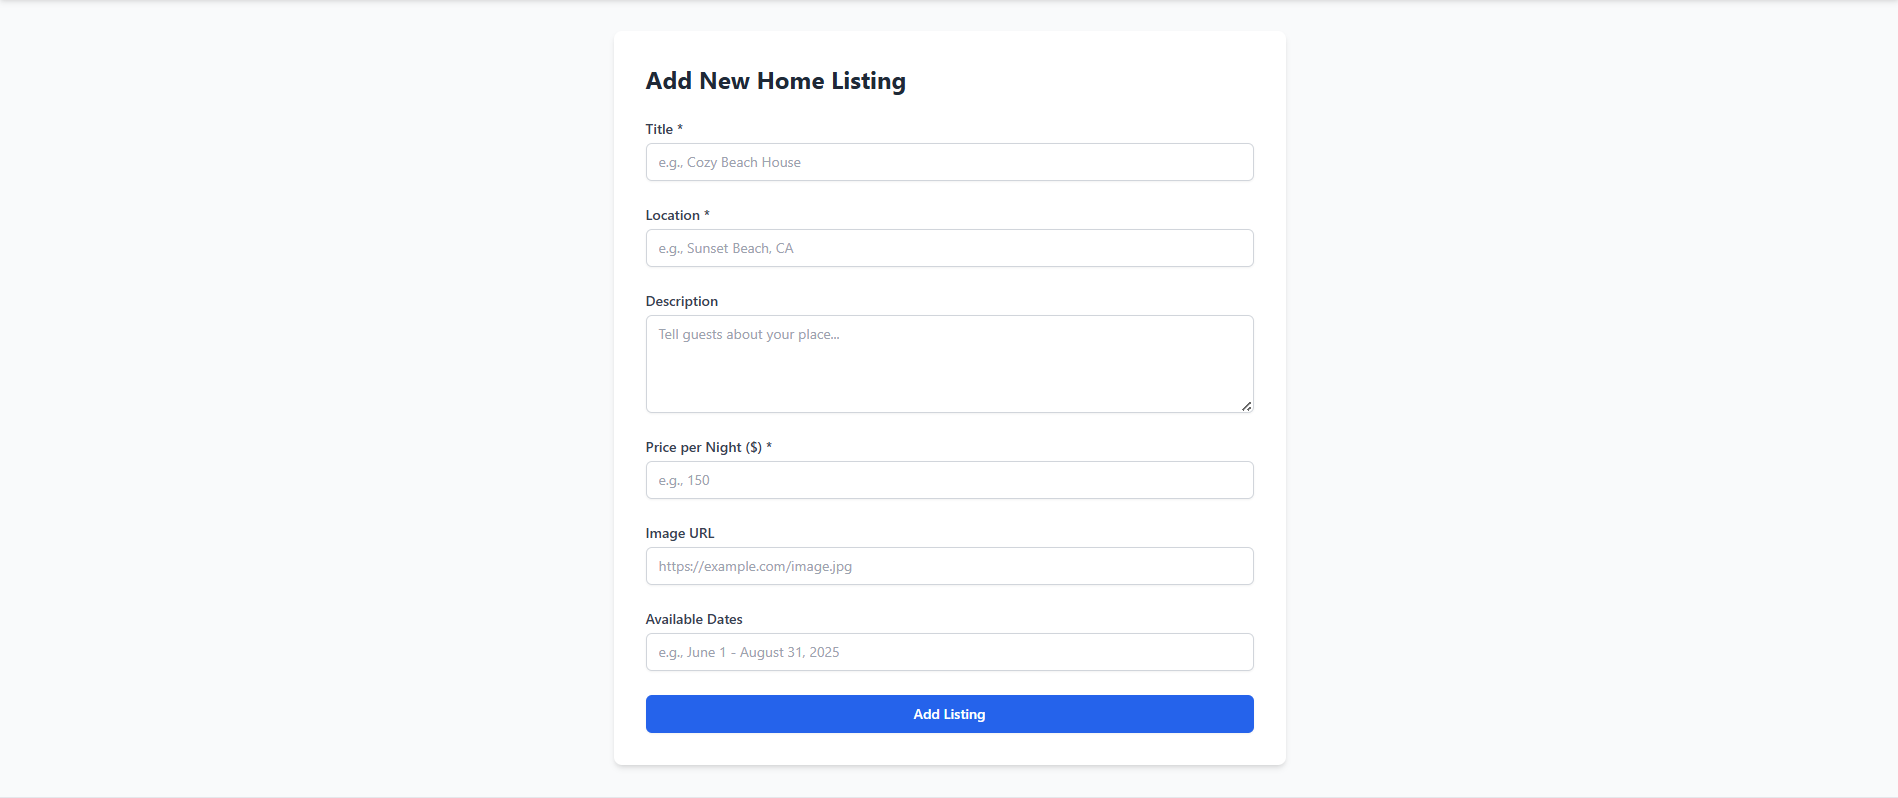 Add New Home Listing
Title *
e.g., Cozy Beach House
Location *
e.g., Sunset Beach, CA
Description
Tell guests about your place...
Price per Night ($) *
e.g., 150
Image URL
https://example.com/image.jpg
Available Dates
e.g., June 1 - August 31, 2025
Add Listing